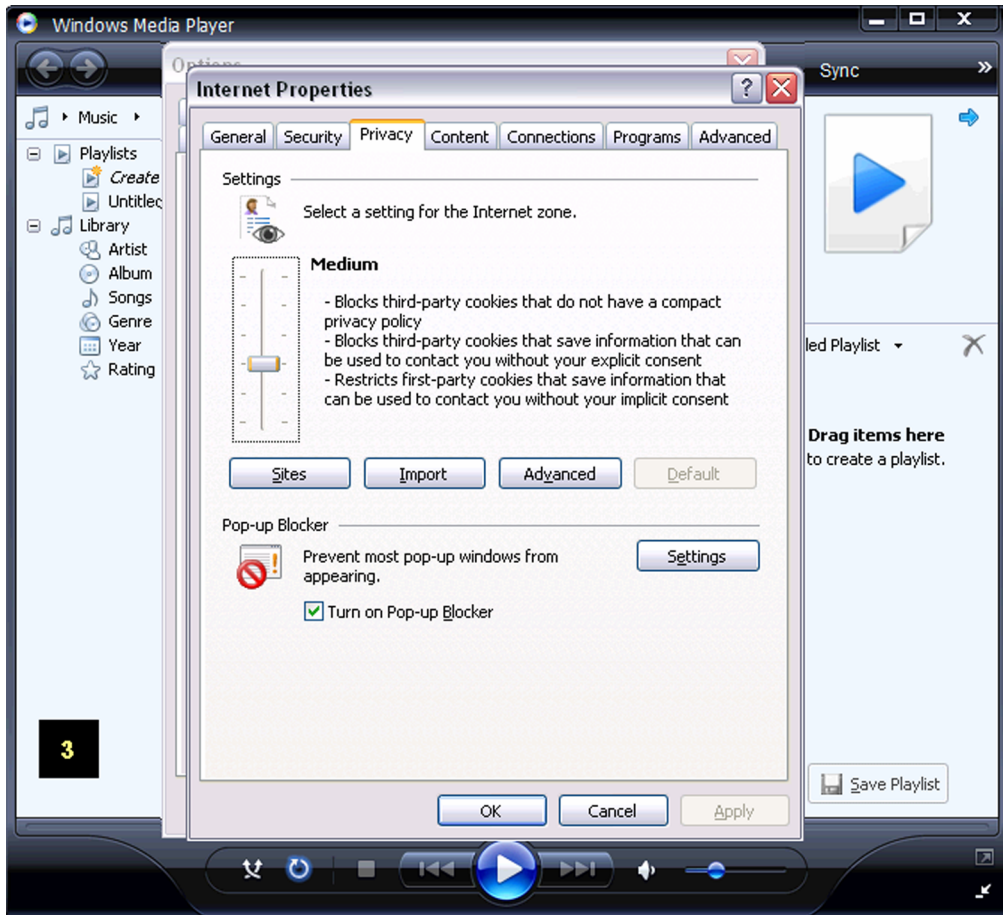 Windows Media Player
Options
Sync
Internet Properties
General
Security
Privacy
Content
Connections
Programs
Advanced
Music
Playlists
Create
Library
Artist
Album
Songs
Genre
Year
Rating
Settings
Select a setting for the Internet zone.
Medium
- Blocks third-party cookies that do not have a compact
privacy policy
- Blocks third-party cookies that save information that can
be used to contact you without your explicit consent
- Restricts first-party cookies that save information that
can be used to contact you without your implicit consent
Sites
Import
Advanced
Default
Pop-up Blocker
Prevent most pop-up windows from
appearing.
Settings
Turn on Pop-up Blocker
OK
Cancel
Apply
Playlist
Drag items here
to create a playlist.
Save Playlist
3